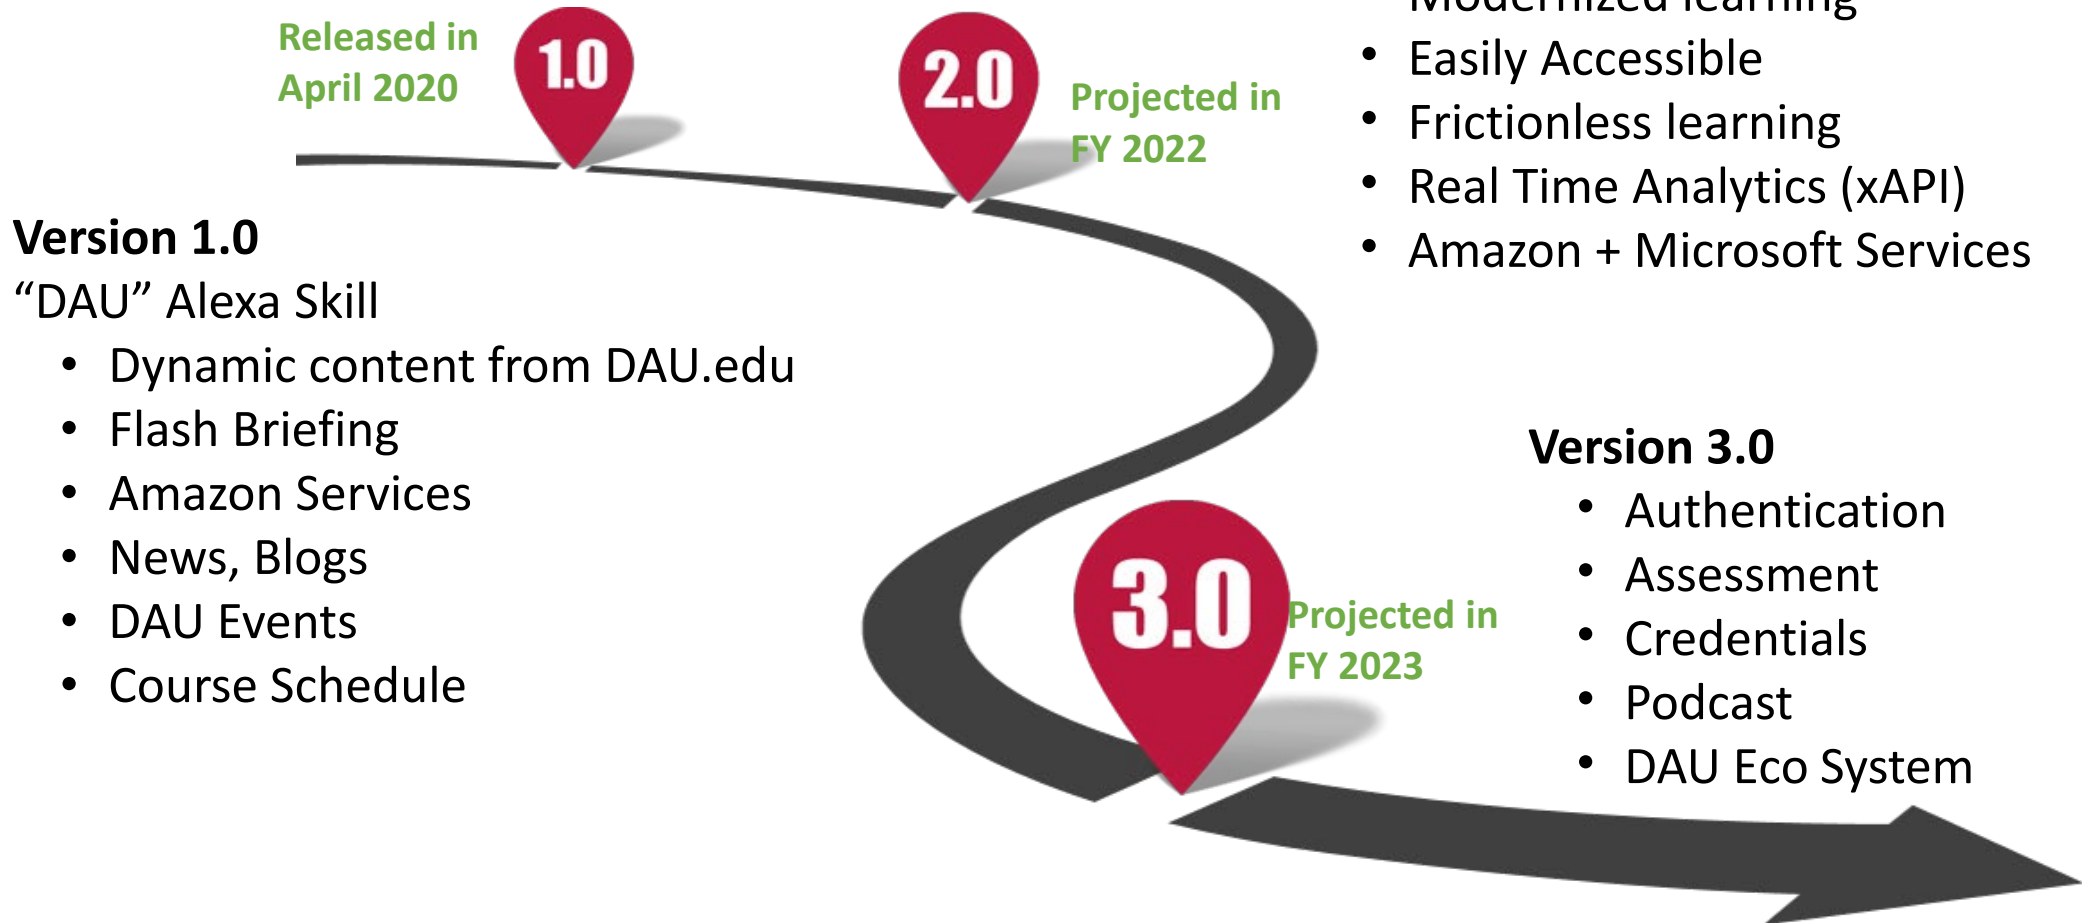 Modernized learning
• Easily Accessible
• Frictionless learning
• Real Time Analytics (xAPI)
• Amazon + Microsoft Services
Released in
April 2020
1.0
2.0
Projected in
FY 2022
Version 1.0
“DAU” Alexa Skill
• Dynamic content from DAU.edu
• Flash Briefing
• Amazon Services
• News, Blogs
• DAU Events
• Course Schedule
3.0
Projected in
FY 2023
Version 3.0
• Authentication
• Assessment
• Credentials
• Podcast
• DAU Eco System